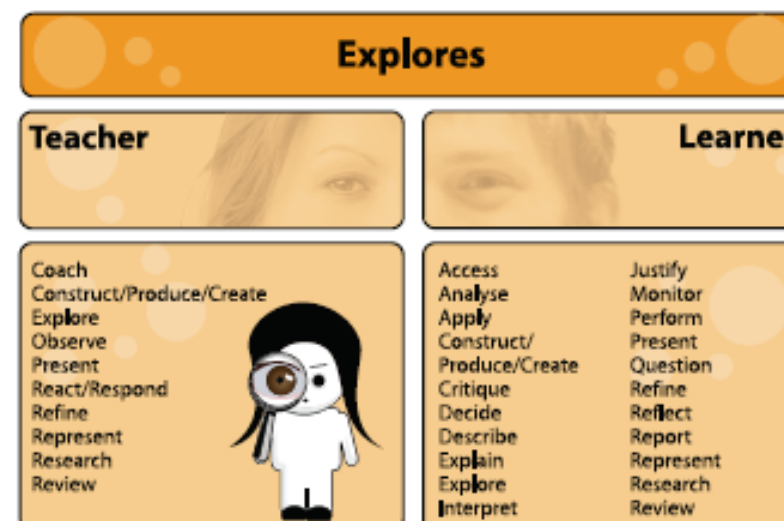 Explores
Teacher
Learne
Coach
Construct/Produce/Create
Explore
Observe
Present
React/Respond
Refine
Represent
Research
Review
Access
Analyse
Apply
Construct/
Produce/Create
Critique
Decide
Describe
Explain
Explore
Interpret
Justify
Monitor
Perform
Present
Question
Refine
Reflect
Report
Represent
Research
Review